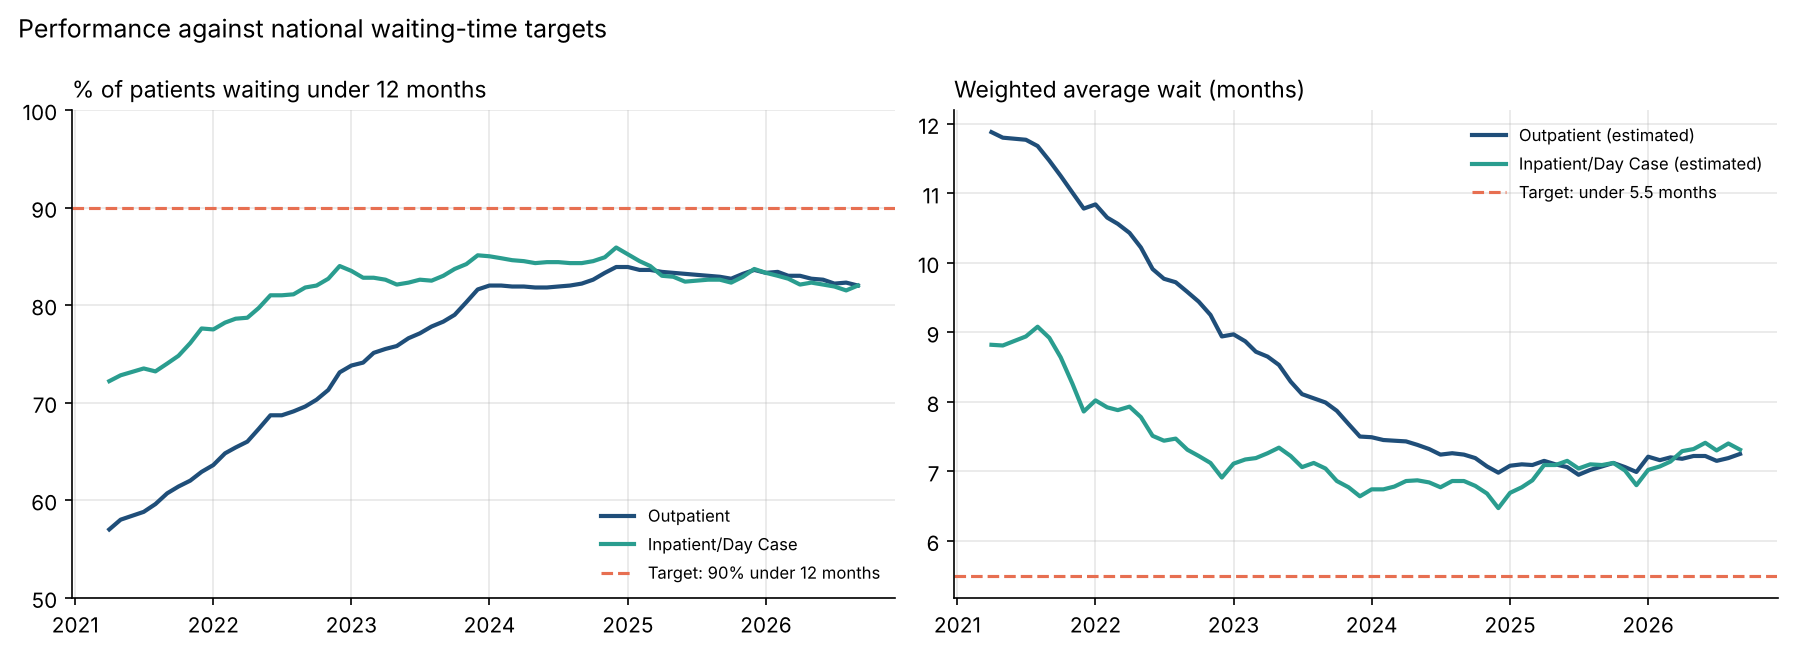 Performance against national waiting-time targets
% of patients waiting under 12 months
100
90
80
70
60
50
2021
2022
2023
2024
2025
2026
Outpatient
Inpatient/Day Case
Target: 90% under 12 months
Weighted average wait (months)
12
11
10
9
8
7
6
2021
2022
2023
2024
2025
2026
Outpatient (estimated)
Inpatient/Day Case (estimated)
Target: under 5.5 months